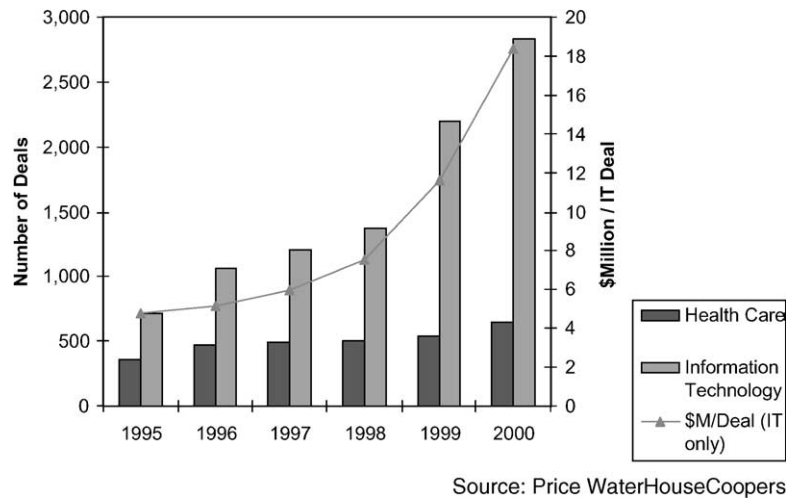 3,000
2,500
2,000
1,500
1,000
500
0
Number of Deals
20
18
16
14
12
10
8
6
4
2
0
$Million / IT Deal
1995 1996 1997 1998 1999 2000
Health Care
Information
Technology
$M/Deal (IT
only)
Source: Price WaterHouseCoopers